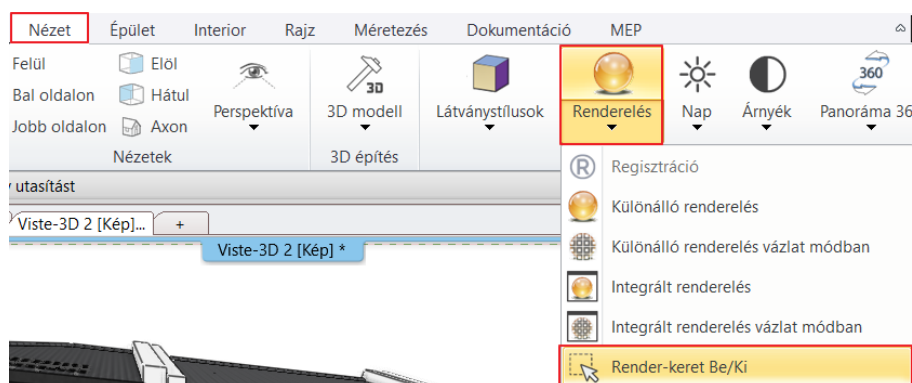 Nézet Épület Interior Rajz Méretezés Dokumentáció MEP
Felül Elöl
Bal oldalon Hátul
Jobb oldalon Axon
Perspektíva
3D
3D modell
Látványstílusok
Renderelés
Nap
Árnyék
360
Panoráma 36
Nézetek 3D építés
utasítást
Viste-3D 2 [Kép]... +
Viste-3D 2 [Kép] *
® Regisztráció
Különálló renderelés
Különálló renderelés vázlat módban
Integrált renderelés
Integrált renderelés vázlat módban
Render-keret Be/Ki